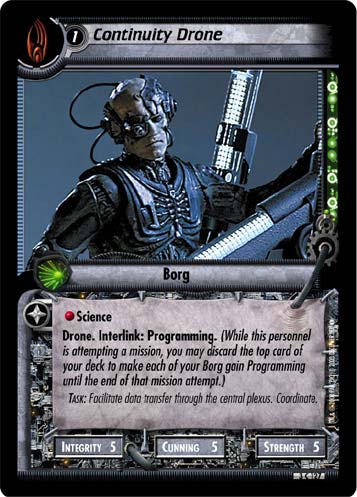 1 Continuity Drone
Borg
Science
Drone. Interlink: Programming. (While this personnel
is attempting a mission, you may discard the top card of
your deck to make each of your Borg gain Programming
until the end of that mission attempt.)
TASK: Facilitate data transfer through the central plexus. Coordinate.
INTEGRITY 5 CUNNING 5 STRENGTH 5